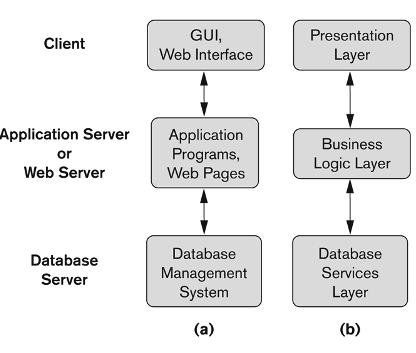 Client
GUI,
Web Interface
Presentation
Layer
Application Server
or
Web Server
Application
Programs,
Web Pages
Business
Logic Layer
Database
Server
Database
Management
System
Database
Services
Layer
(a)
(b)